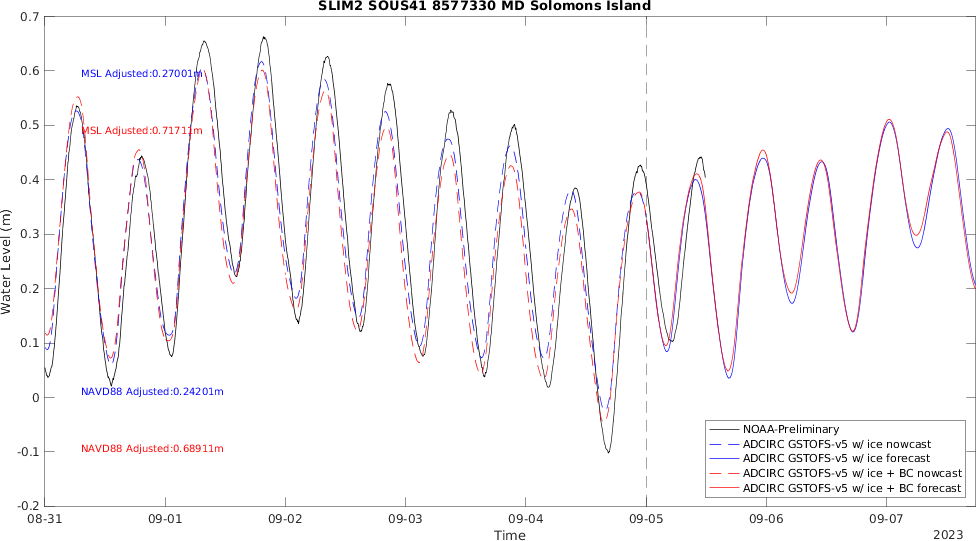 SLIM2 SOUS41 8577330 MD Solomons Island
Water Level (m)
0.7
0.6
0.5
0.4
0.3
0.2
0.1
0
-0.1
-0.2
MSL Adjusted:0.27001m
MSL Adjusted:0.71711m
NAVD88 Adjusted:0.24201m
NAVD88 Adjusted:0.68911m
NOAA-Preliminary
ADCIRC GSTOFS-v5 w/ ice nowcast
ADCIRC GSTOFS-v5 w/ ice forecast
ADCIRC GSTOFS-v5 w/ ice + BC nowcast
ADCIRC GSTOFS-v5 w/ ice + BC forecast
08-31 09-01 09-02 09-03 09-04 09-05 09-06 09-07
Time
2023